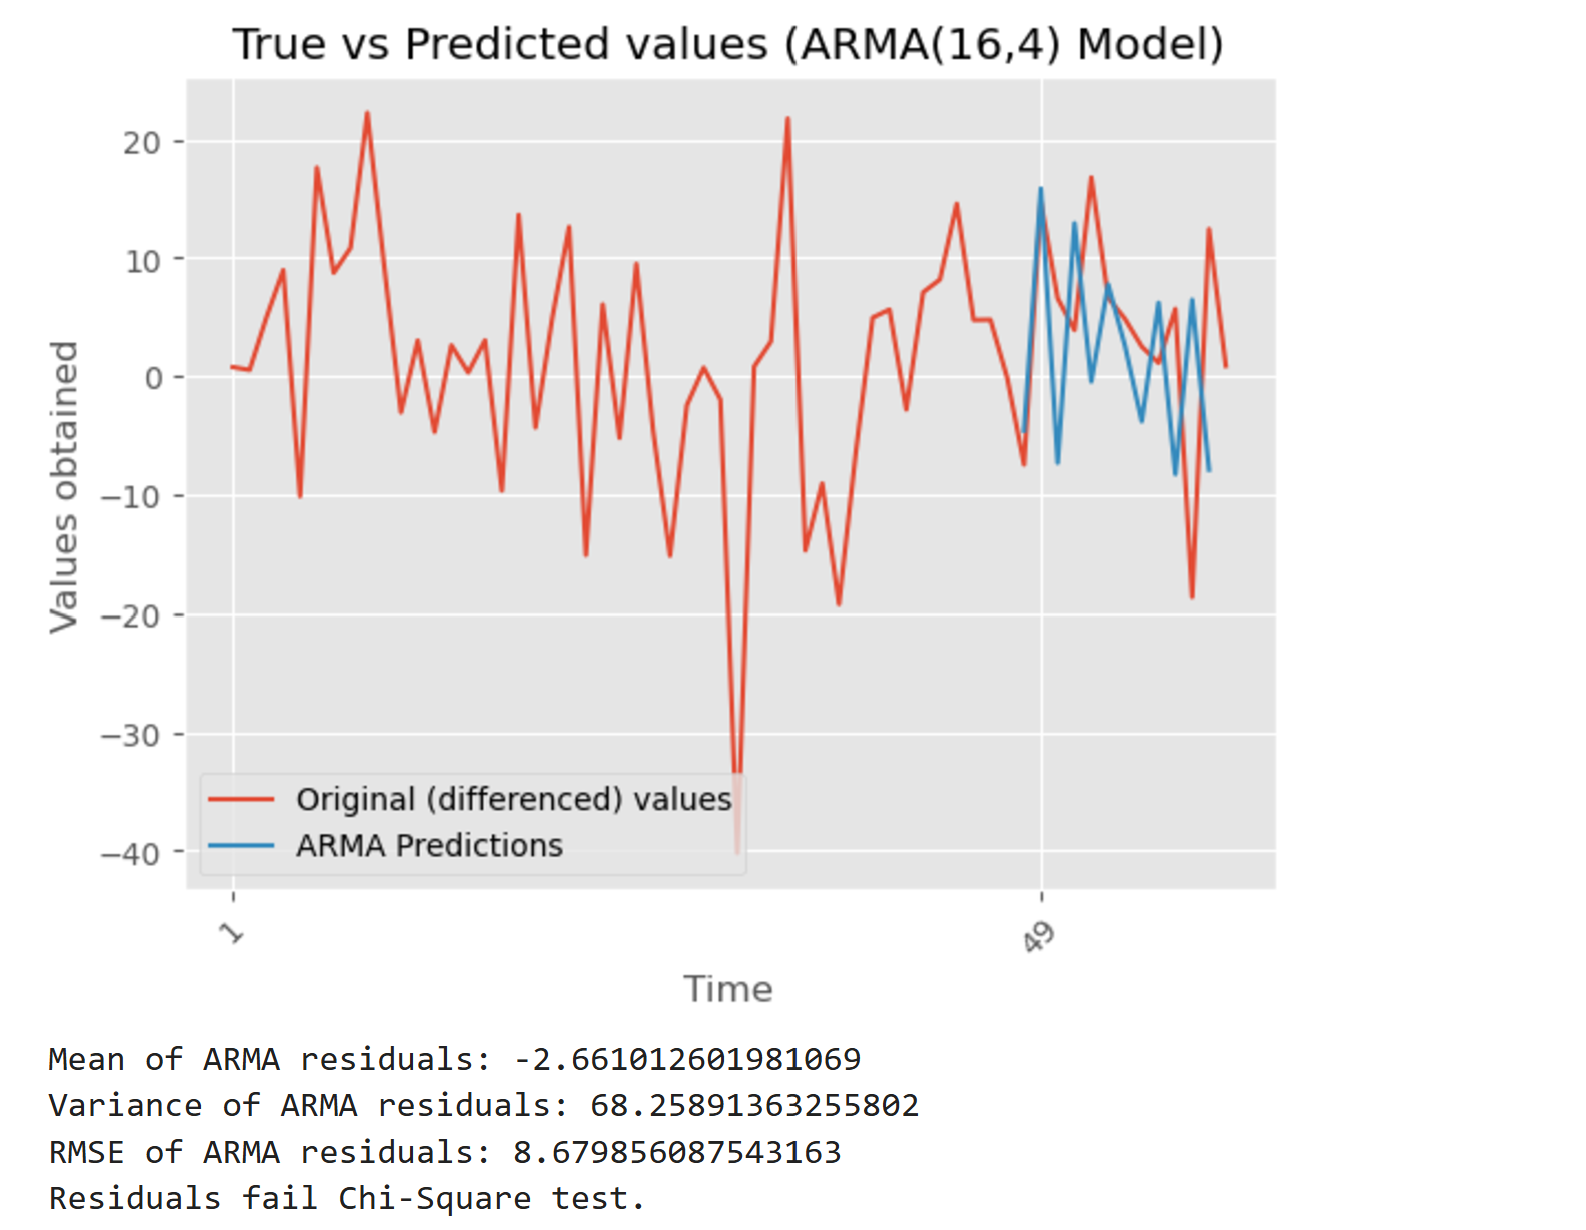 True vs Predicted values (ARMA(16,4) Model)
20
10
0
−10
−20
−30
−40
Values obtained
Original (differenced) values
ARMA Predictions
1
49
Time
Mean of ARMA residuals: -2.661012601981069
Variance of ARMA residuals: 68.25891363255802
RMSE of ARMA residuals: 8.679856087543163
Residuals fail Chi-Square test.